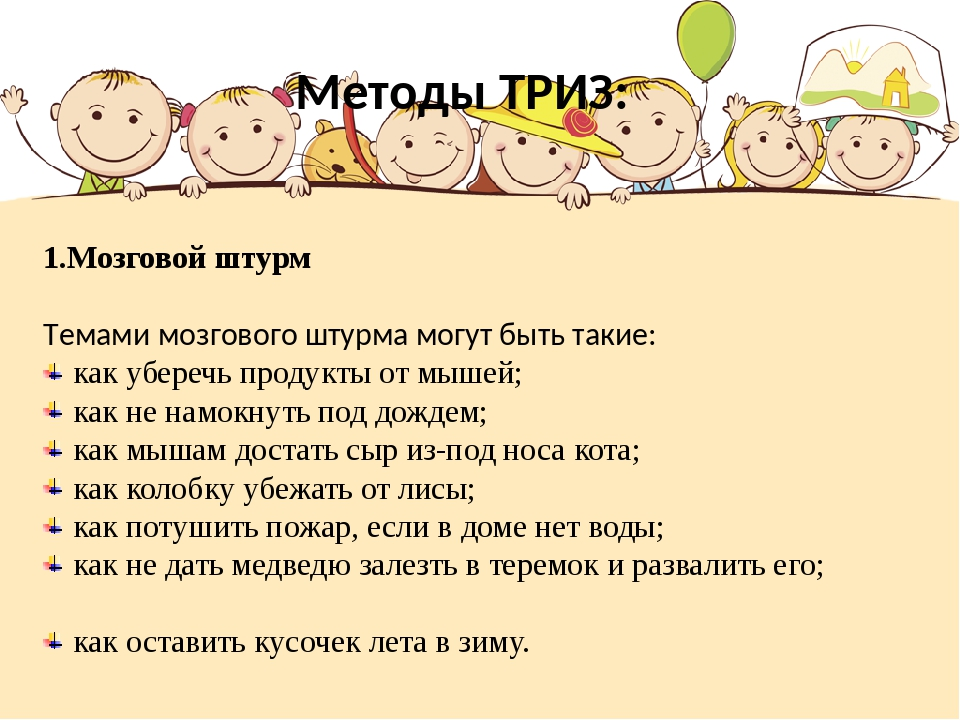 Методы ТРИЗ:
1.Мозговой штурм
Темами мозгового штурма могут быть такие:
как уберечь продукты от мышей;
как не намокнуть под дождем;
как мышам достать сыр из-под носа кота;
как колобку убежать от лисы;
как потушить пожар, если в доме нет воды;
как не дать медведю залезть в теремок и развалить его;
как оставить кусочек лета в зиму.